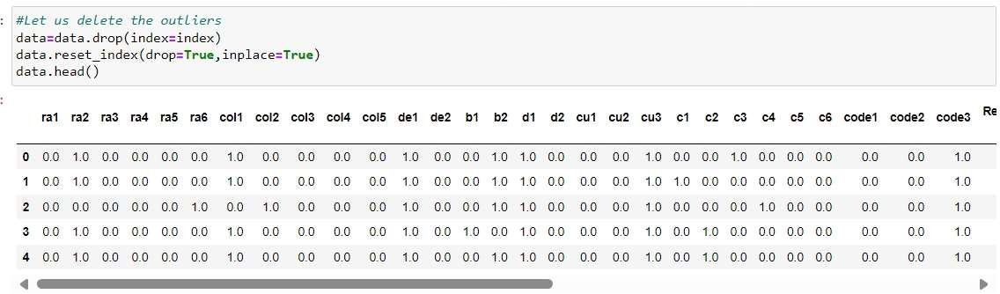 #Let us delete the outliers
data=data.drop(index=index)
data.reset_index(drop=True,inplace=True)
data.head()
ra1 ra2 ra3 ra4 ra5 ra6 col1 col2 col3 col4 col5 de1 de2 b1 b2 d1 d2 cu1 cu2 cu3 c1 c2 c3 c4 c5 c6 code1 code2 code3 Re
0 0.0 1.0 0.0 0.0 0.0 0.0 1.0 0.0 0.0 0.0 0.0 1.0 0.0 0.0 1.0 1.0 0.0 0.0 0.0 1.0 0.0 0.0 1.0 0.0 0.0 0.0 0.0 0.0 1.0
1 0.0 1.0 0.0 0.0 0.0 0.0 1.0 0.0 0.0 0.0 0.0 1.0 0.0 0.0 1.0 1.0 0.0 0.0 0.0 1.0 1.0 0.0 0.0 0.0 0.0 0.0 0.0 0.0 1.0
2 0.0 0.0 0.0 0.0 0.0 1.0 0.0 1.0 0.0 0.0 0.0 1.0 0.0 0.0 1.0 1.0 0.0 0.0 0.0 1.0 0.0 0.0 0.0 1.0 0.0 0.0 0.0 0.0 1.0
3 0.0 1.0 0.0 0.0 0.0 0.0 1.0 0.0 0.0 0.0 0.0 1.0 0.0 1.0 0.0 1.0 0.0 0.0 0.0 1.0 0.0 1.0 0.0 0.0 0.0 0.0 0.0 0.0 1.0
4 0.0 1.0 0.0 0.0 0.0 0.0 1.0 0.0 0.0 0.0 0.0 1.0 0.0 0.0 1.0 1.0 0.0 0.0 0.0 1.0 0.0 1.0 0.0 0.0 0.0 0.0 0.0 0.0 1.0